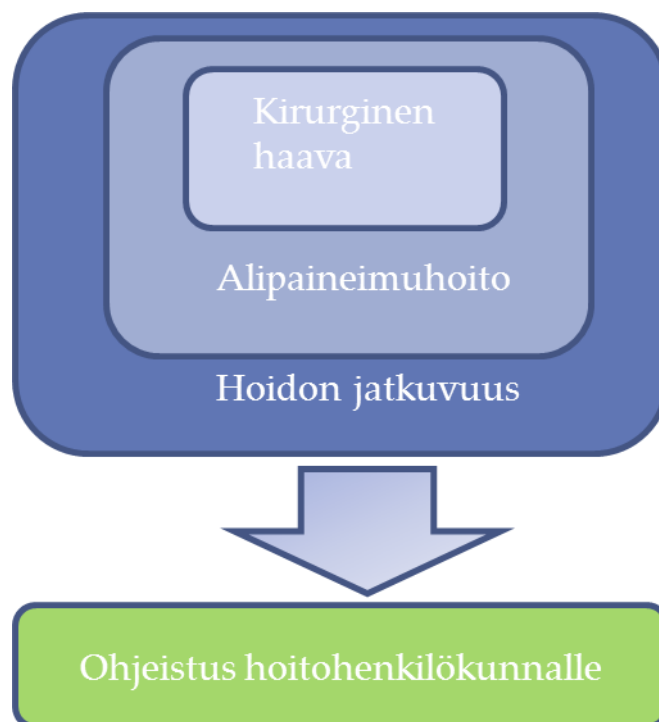 Kirurginen
haava
Alipaineimuhoito
Hoidon jatkuvuus
Ohjeistus hoitohenkilökunnalle